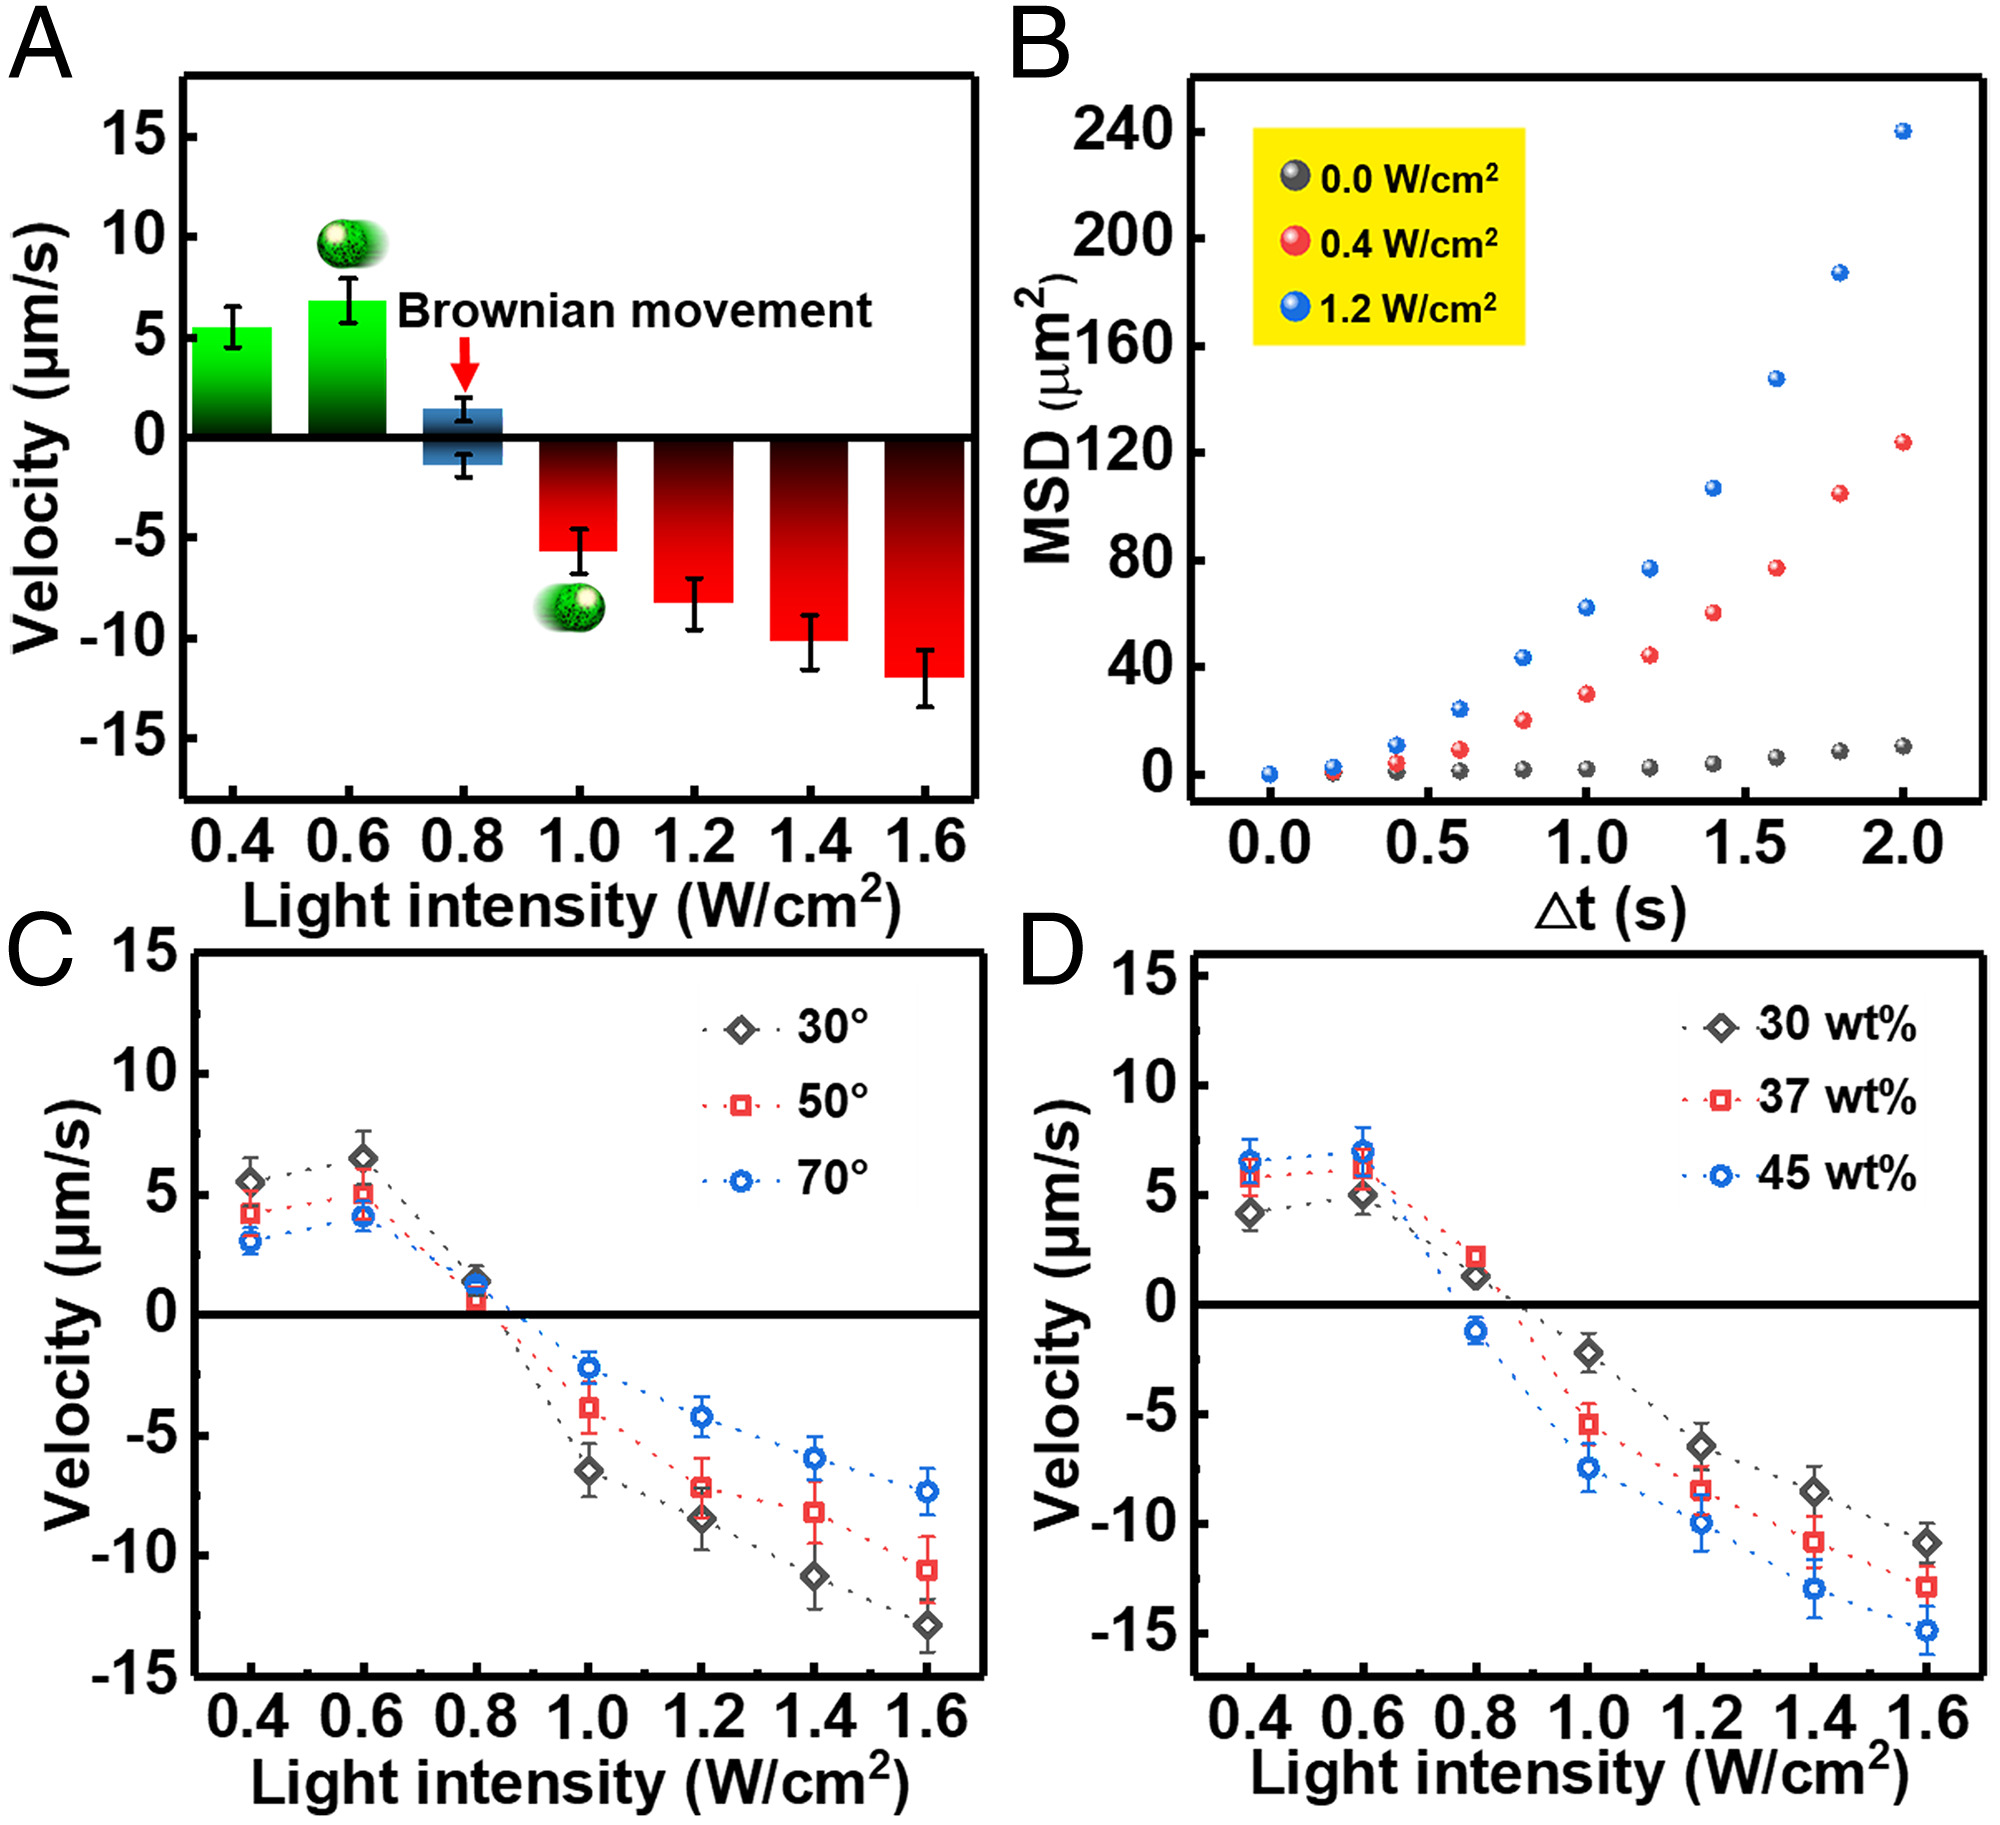 A
15
10
5
0
-5
-10
-15
Velocity (μm/s)
Brownian movement
0.4 0.6 0.8 1.0 1.2 1.4 1.6
Light intensity (W/cm²)
B
240
200
160
120
80
40
0
MSD (μm²)
0.0 W/cm²
0.4 W/cm²
1.2 W/cm²
0.0 0.5 1.0 1.5 2.0
△t (s)
C
15
10
5
0
-5
-10
-15
Velocity (μm/s)
30°
50°
70°
0.4 0.6 0.8 1.0 1.2 1.4 1.6
Light intensity (W/cm²)
D
15
10
5
0
-5
-10
-15
Velocity (μm/s)
30 wt%
37 wt%
45 wt%
0.4 0.6 0.8 1.0 1.2 1.4 1.6
Light intensity (W/cm²)